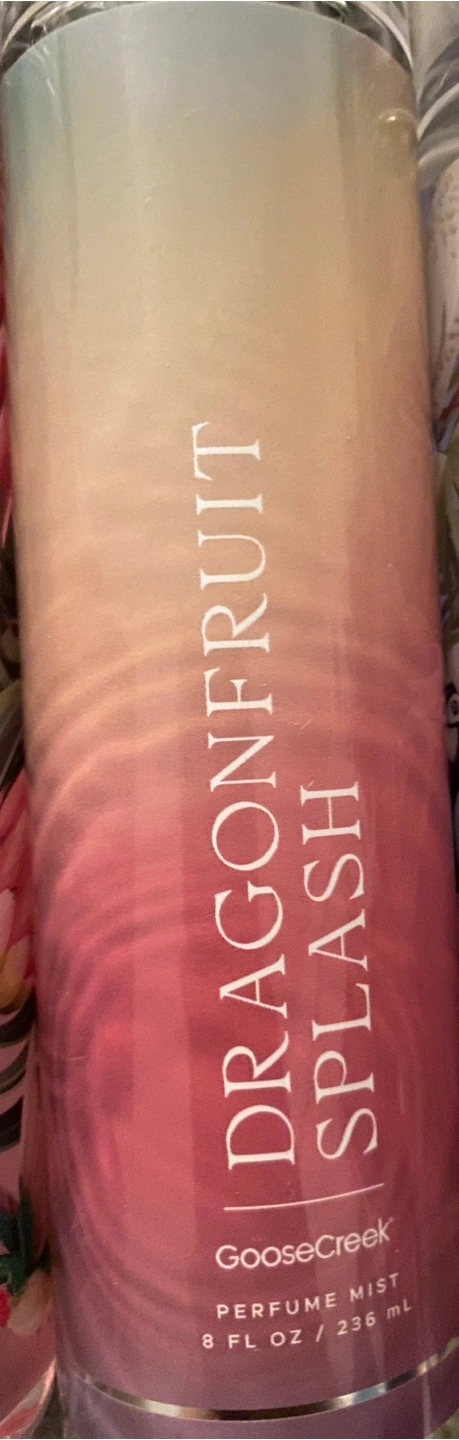 DRAGONFRUIT
SPLASH
GooseCreek®
PERFUME MIST
8 FL OZ / 236 mL